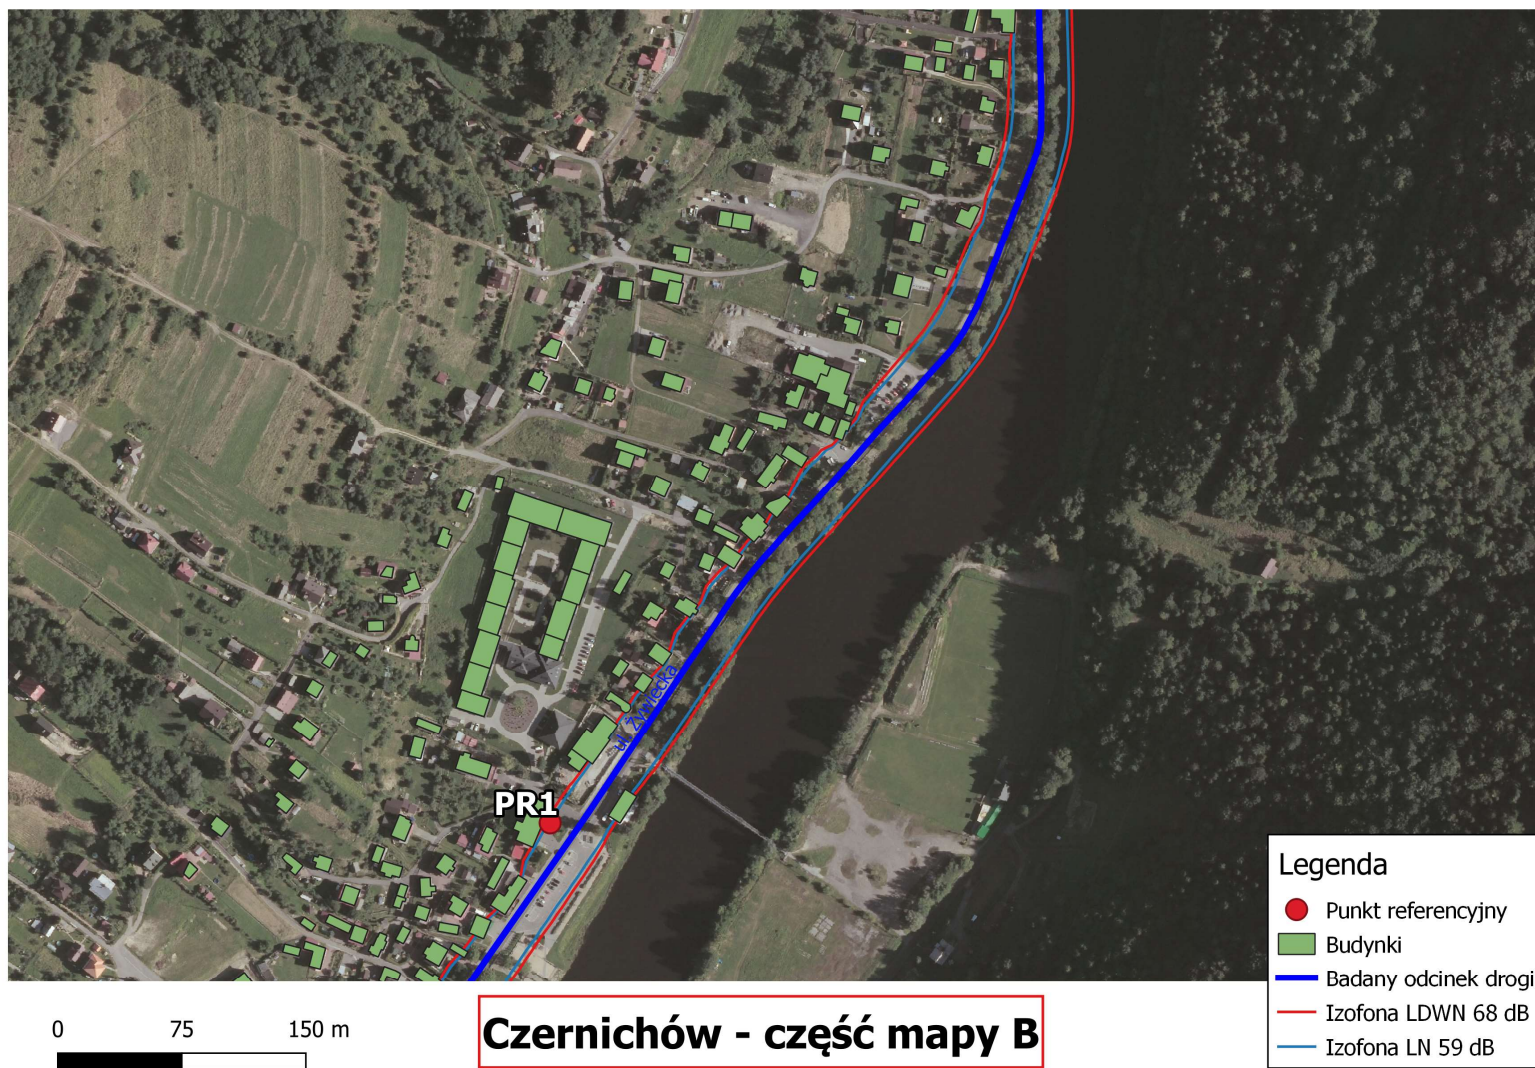 ul. Żywiecka
PR1
Legenda
Punkt referencyjny
Budynki
Badany odcinek drogi
Izofona LDWN 68 dB
Izofona LN 59 dB
0 75 150 m
Czernichów - część mapy B